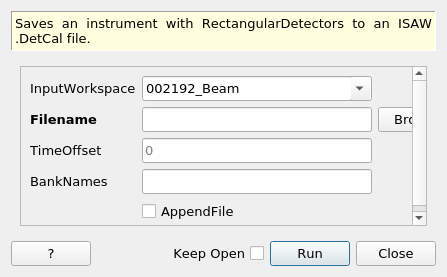 Saves an instrument with RectangularDetectors to an ISAW
.DetCal file.
InputWorkspace 002192_Beam
Filename Bro
TimeOffset 0
BankNames
AppendFile
? Keep Open Run Close